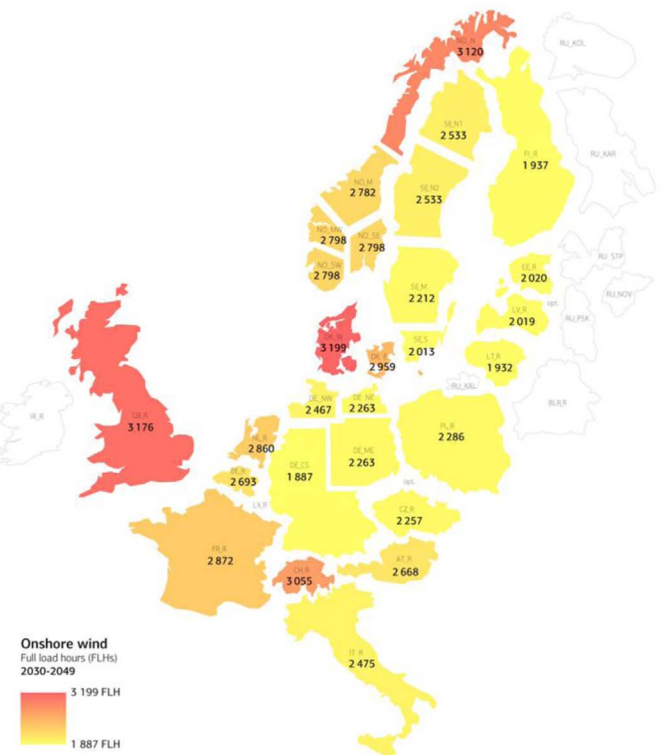 NO_N
3 120
RU_KOL
SE_N1
2 533
RU_KAR
FI_R
1 937
NO_M
2 782
SE_N2
2 533
NO_MW
2 798
NO_SE
2 798
NO_SW
2 798
RU_STP
EE_R
2 020
SE_M
2 212
RU_NOV
opt.
LV_R
2 019
RU_PSK
DK_W
3 199
SE_S
2 013
DK_E
2 959
LT_R
1 932
RU_KAL
BLR_R
DE_NW
2 467
DE_NE
2 263
IR_R
GB_R
3 176
PL_R
2 286
NL_R
2 860
DE_CS
1 887
DE_ME
2 263
BE_R
2 693
opt.
LX_R
CZ_R
2 257
FR_R
2 872
CH_R
3 055
AT_R
2 668
IT_R
2 475
Onshore wind
Full load hours (FLHs)
2030-2049
3 199 FLH
1 887 FLH